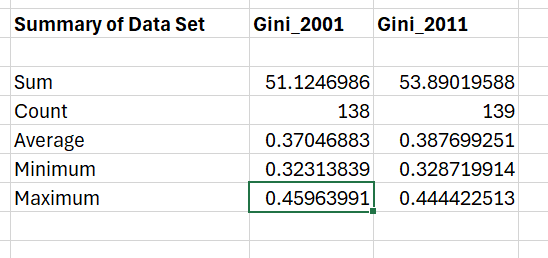 Summary of Data Set Gini_2001 Gini_2011
Sum 51.1246986 53.89019588
Count 138 139
Average 0.37046883 0.387699251
Minimum 0.32313839 0.328719914
Maximum 0.45963991 0.444422513